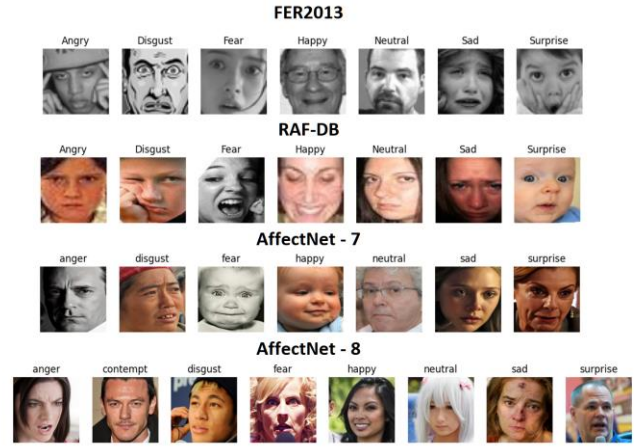 FER2013
Angry Disgust Fear Happy Neutral Sad Surprise
RAF-DB
Angry Disgust Fear Happy Neutral Sad Surprise
AffectNet - 7
anger disgust fear happy neutral sad surprise
AffectNet - 8
anger contempt disgust fear happy neutral sad surprise